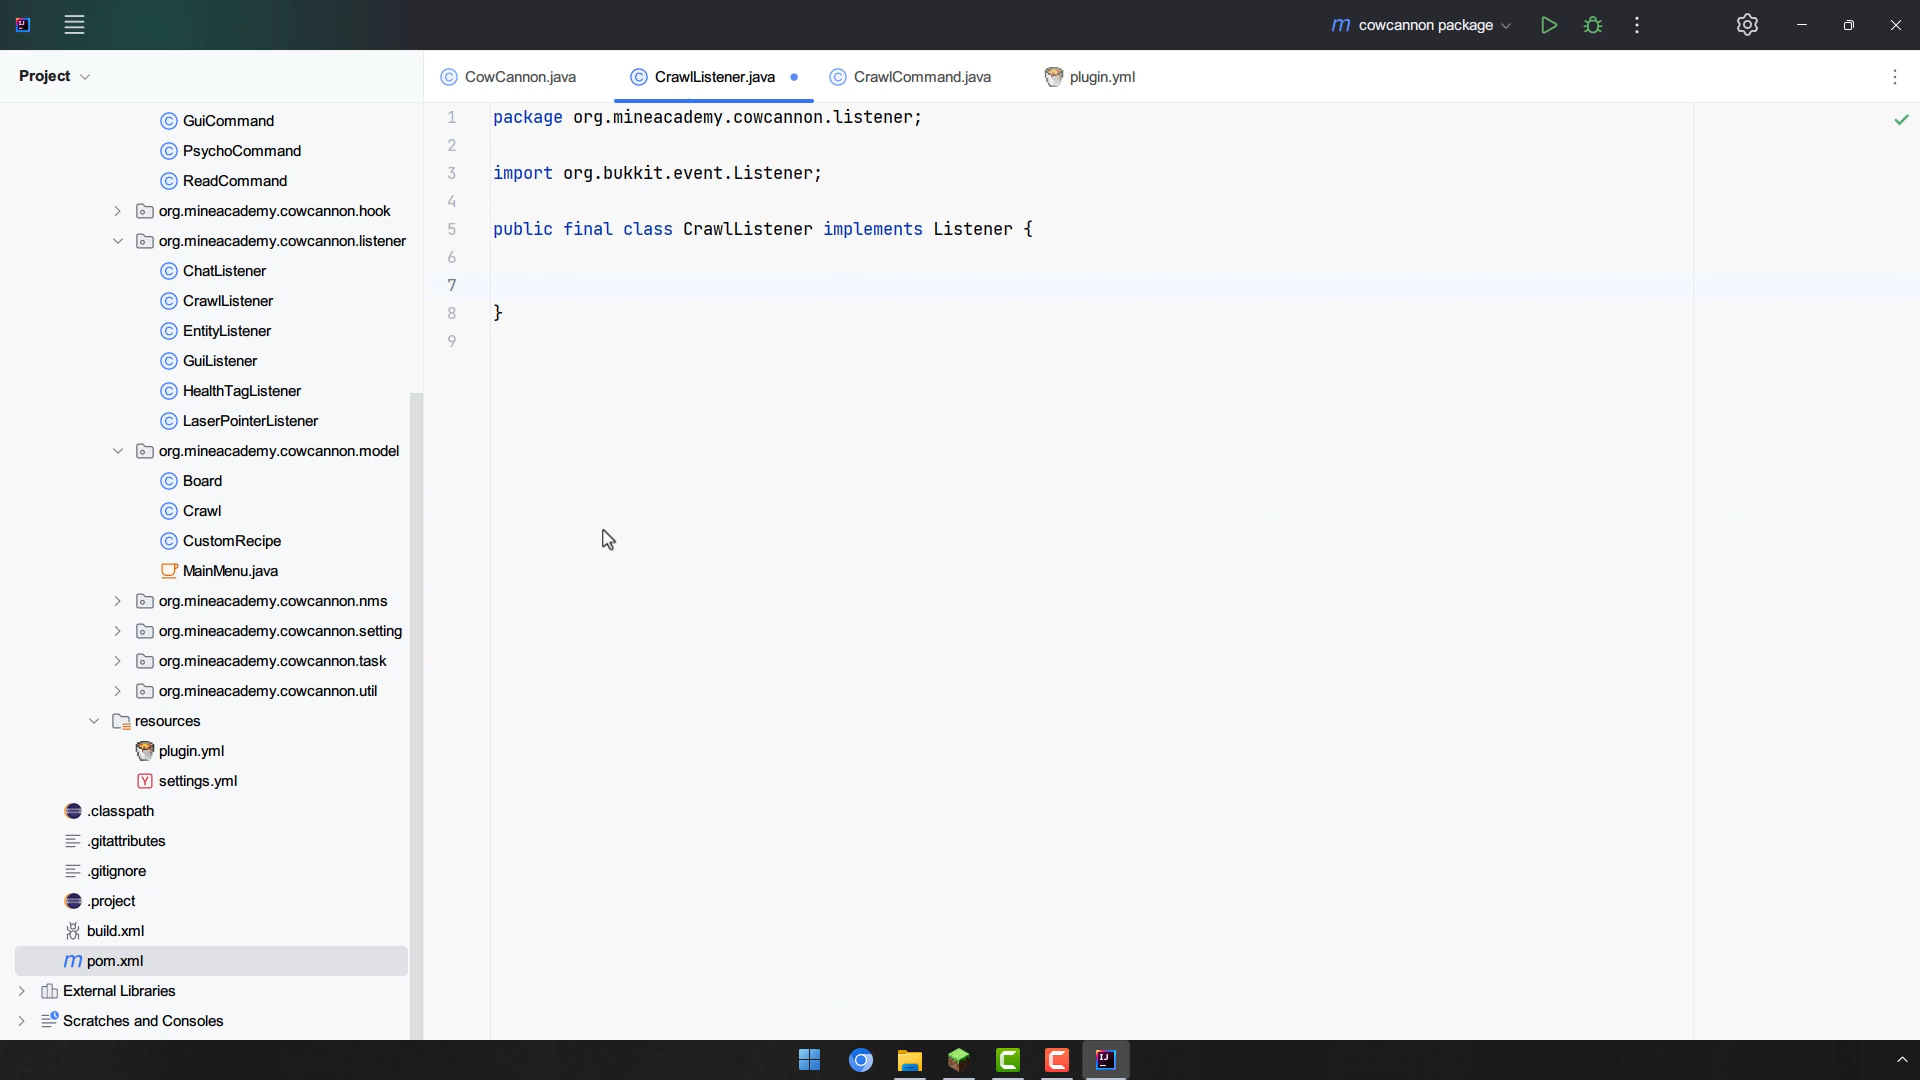 cowcannon package
Project
CowCannon.java
CrawlListener.java
CrawlCommand.java
plugin.yml
GuiCommand
PsychoCommand
ReadCommand
org.mineacademy.cowcannon.hook
org.mineacademy.cowcannon.listener
ChatListener
CrawlListener
EntityListener
GuiListener
HealthTagListener
LaserPointerListener
org.mineacademy.cowcannon.model
Board
Crawl
CustomRecipe
MainMenu.java
org.mineacademy.cowcannon.nms
org.mineacademy.cowcannon.setting
org.mineacademy.cowcannon.task
org.mineacademy.cowcannon.util
resources
plugin.yml
settings.yml
.classpath
.gitattributes
.gitignore
.project
build.xml
pom.xml
External Libraries
Scratches and Consoles
1 package org.mineacademy.cowcannon.listener;
2
3 import org.bukkit.event.Listener;
4
5 public final class CrawlListener implements Listener {
6
7
8 }
9